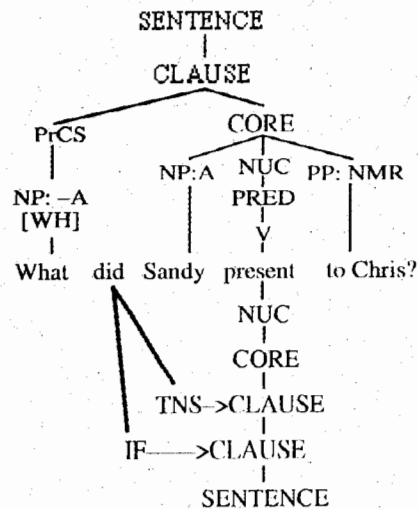 SENTENCE
CLAUSE
PrCS CORE
NP:A NUC PP: NMR
NP: –A PRED
[WH] V
What did Sandy present to Chris?
NUC
CORE
TNS–>CLAUSE
IF——>CLAUSE
SENTENCE